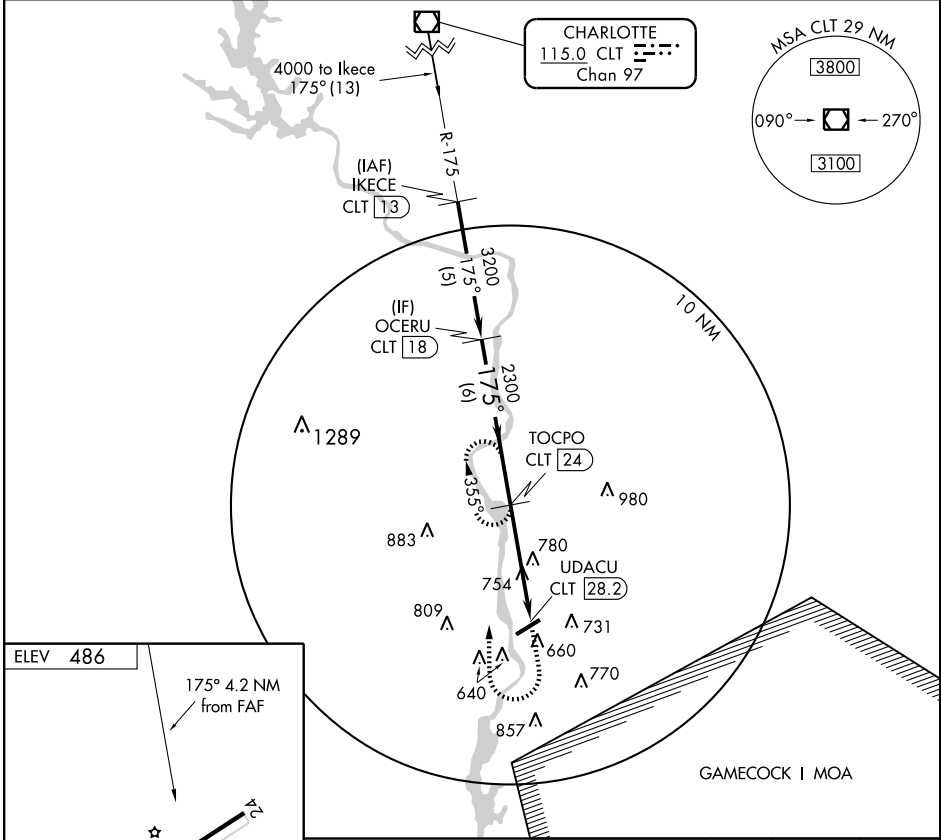 CHARLOTTE
115.0 CLT
Chan 97
MSA CLT 29 NM
3800
090°
270°
3100
4000 to Ikece
175° (13)
R-175
(IAF)
IKECE
CLT 13
3200
175°
(5)
10 NM
(IF)
OCERU
CLT 18
2300
175°
(6)
1289
TOCPO
CLT 24
355°
980
883
780
754
UDACU
CLT 28.2
809
731
660
640
770
857
GAMECOCK I MOA
ELEV 486
175° 4.2 NM
from FAF
24